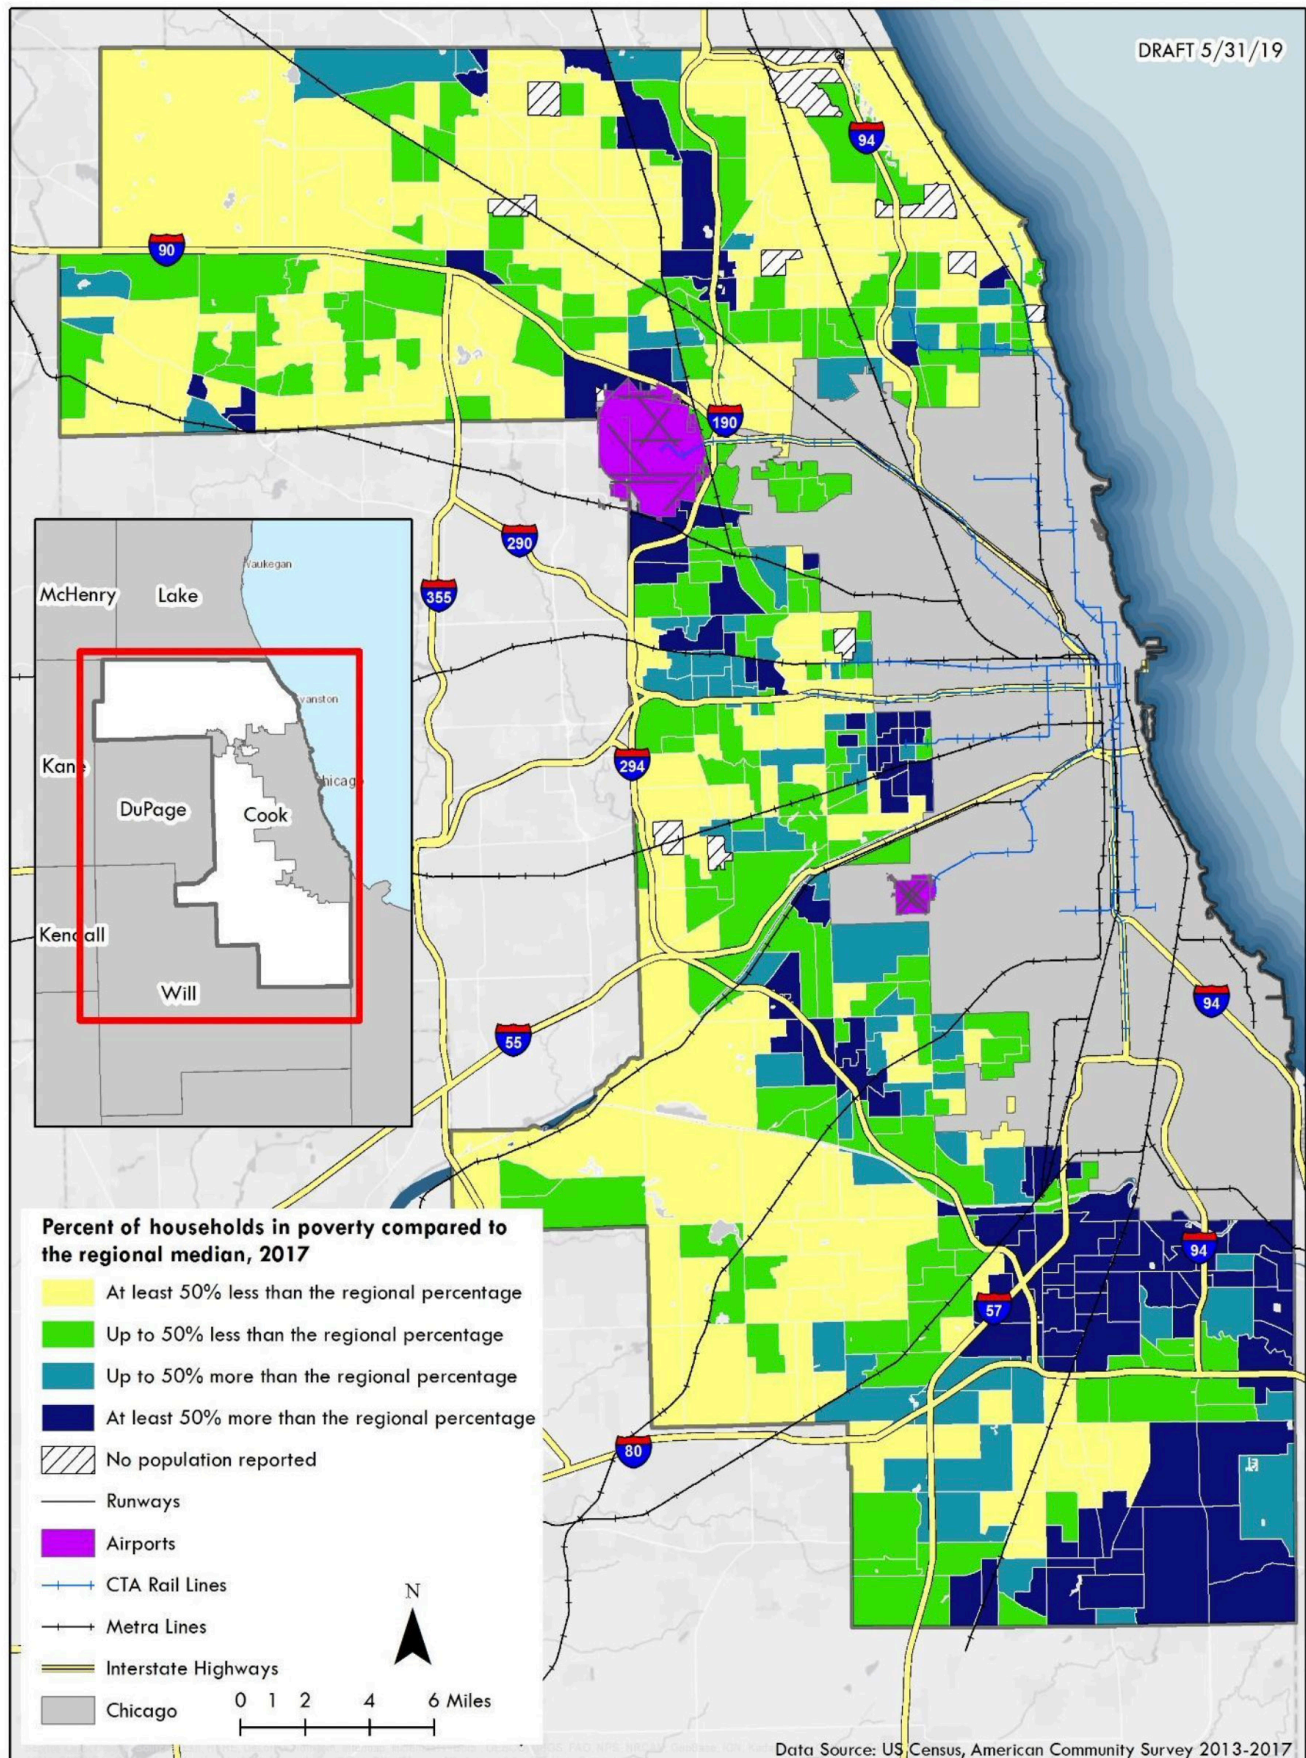 DRAFT 5/31/19
94
90
190
290
355
294
94
55
94
57
80
Waukegan
McHenry
Lake
vanston
Kane
hicago
DuPage
Cook
Kendall
Will
Percent of households in poverty compared to
the regional median, 2017
At least 50% less than the regional percentage
Up to 50% less than the regional percentage
Up to 50% more than the regional percentage
At least 50% more than the regional percentage
No population reported
Runways
Airports
CTA Rail Lines
Metra Lines
Interstate Highways
Chicago
N
0 1 2 4 6 Miles
Data Source: US Census, American Community Survey 2013-2017